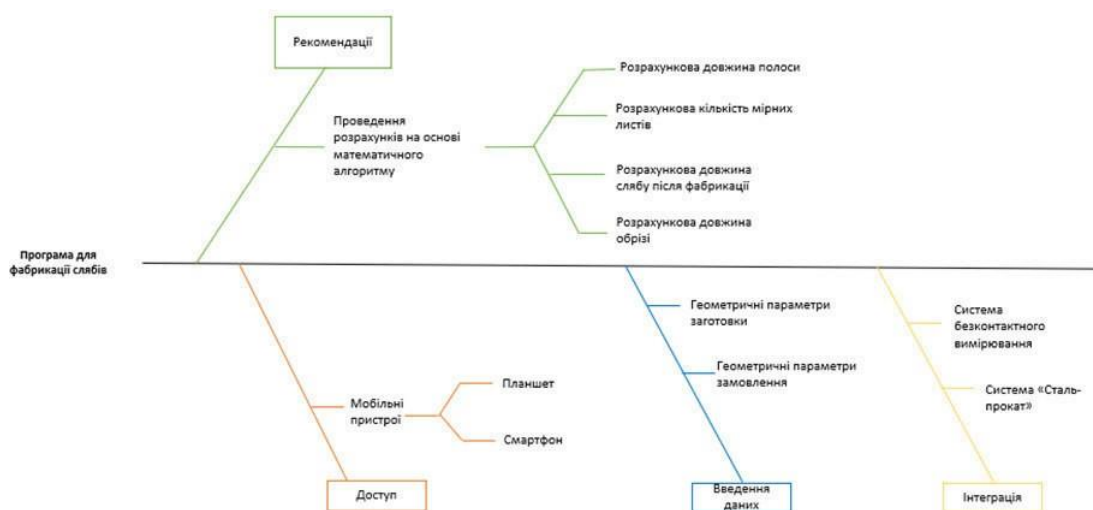 Рекомендації
Розрахункова довжина полоси
Розрахункова кількість мірних
листів
Проведення
розрахунків на основі
математичного
алгоритму
Розрахункова довжина
слябу після фабрикації
Розрахункова довжина
обрізі
Програма для
фабрикації слябів
Геометричні параметри
заготовки
Геометричні параметри
замовлення
Система
безконтактного
вимірювання
Система «Сталь-
прокат»
Мобільні
пристрої
Планшет
Смартфон
Доступ
Введення
даних
Інтеграція